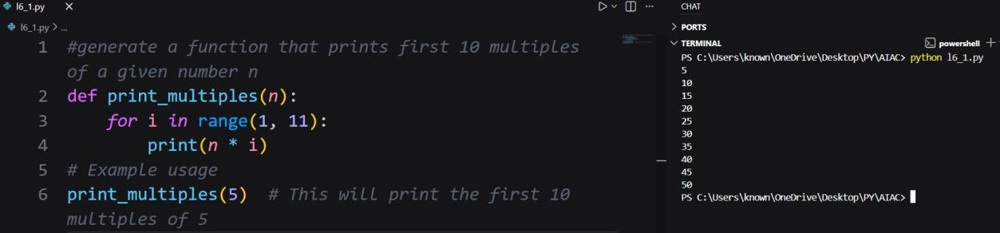 l6_1.py
l6_1.py > ...
1 #generate a function that prints first 10 multiples
of a given number n
2 def print_multiples(n):
3     for i in range(1, 11):
4         print(n * i)
5 # Example usage
6 print_multiples(5)  # This will print the first 10
multiples of 5
CHAT
PORTS
TERMINAL
powershell
PS C:\Users\known\OneDrive\Desktop\PY\AIAC> python l6_1.py
5
10
15
20
25
30
35
40
45
50
PS C:\Users\known\OneDrive\Desktop\PY\AIAC>